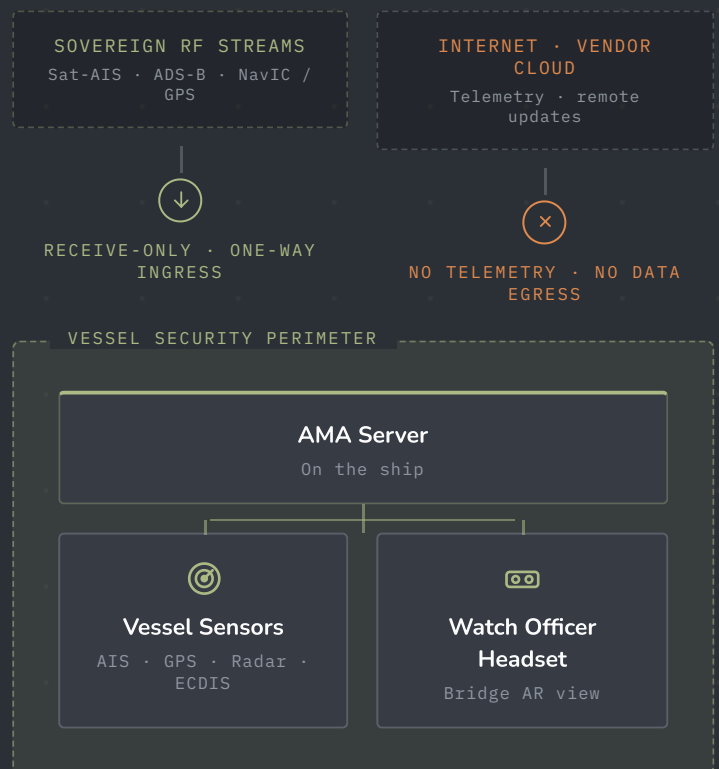 SOVEREIGN RF STREAMS
Sat-AIS · ADS-B · NavIC /
GPS
INTERNET · VENDOR
CLOUD
Telemetry · remote
updates
RECEIVE-ONLY · ONE-WAY
INGRESS
NO TELEMETRY · NO DATA
EGRESS
VESSEL SECURITY PERIMETER
AMA Server
On the ship
Vessel Sensors
AIS · GPS · Radar ·
ECDIS
Watch Officer
Headset
Bridge AR view